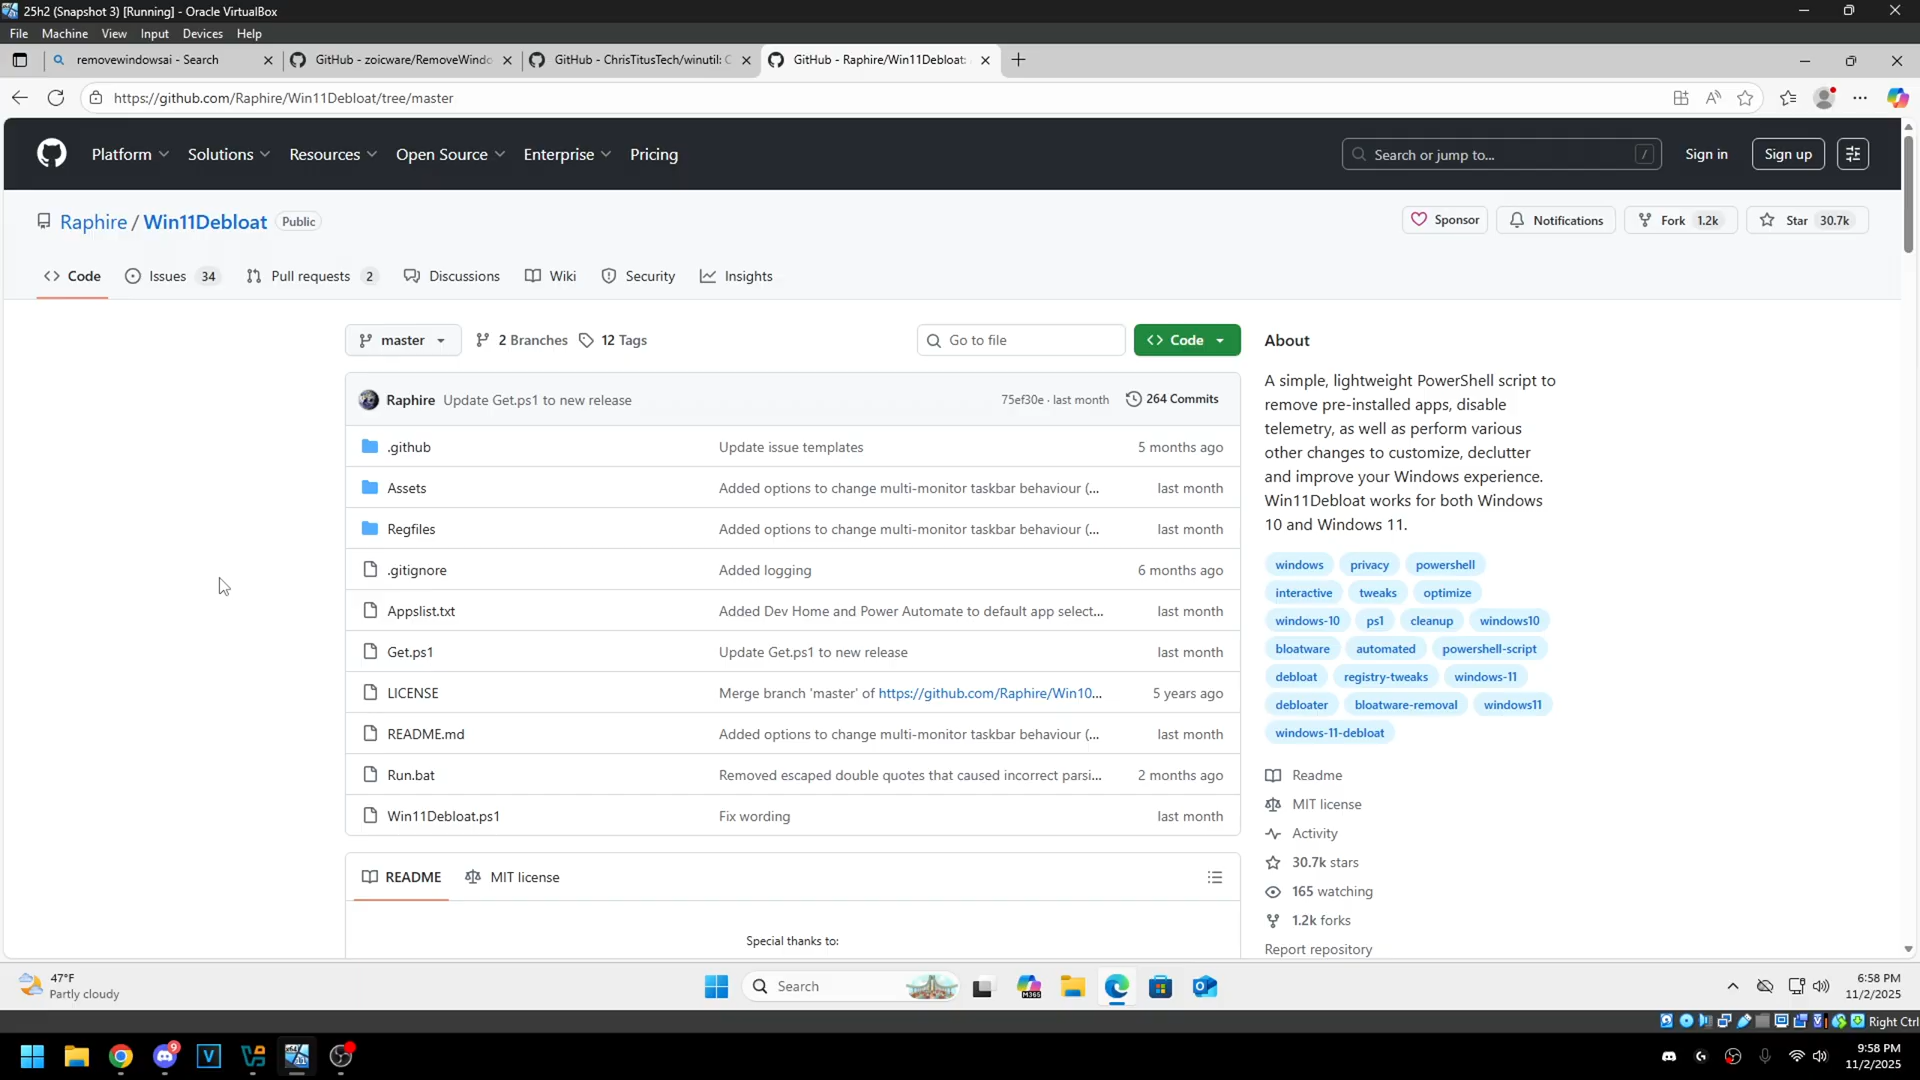 25h2 (Snapshot 3) [Running] - Oracle VirtualBox
File Machine View Input Devices Help
removewindowsai - Search
GitHub - zoicware/RemoveWindo
GitHub - ChrisTitusTech/winutil: C
GitHub - Raphire/Win11Debloat:
https://github.com/Raphire/Win11Debloat/tree/master
Platform Solutions Resources Open Source Enterprise Pricing
Search or jump to... /
Sign in
Sign up
Raphire / Win11Debloat Public
Sponsor
Notifications
Fork 1.2k
Star 30.7k
Code
Issues 34
Pull requests 2
Discussions
Wiki
Security
Insights
master
2 Branches
12 Tags
Go to file
Code
Raphire Update Get.ps1 to new release 75ef30e · last month 264 Commits
.github Update issue templates 5 months ago
Assets Added options to change multi-monitor taskbar behaviour (... last month
Regfiles Added options to change multi-monitor taskbar behaviour (... last month
.gitignore Added logging 6 months ago
Appslist.txt Added Dev Home and Power Automate to default app select... last month
Get.ps1 Update Get.ps1 to new release last month
LICENSE Merge branch 'master' of https://github.com/Raphire/Win10... 5 years ago
README.md Added options to change multi-monitor taskbar behaviour (... last month
Run.bat Removed escaped double quotes that caused incorrect parsi... 2 months ago
Win11Debloat.ps1 Fix wording last month
README
MIT license
Special thanks to:
About
A simple, lightweight PowerShell script to
remove pre-installed apps, disable
telemetry, as well as perform various
other changes to customize, declutter
and improve your Windows experience.
Win11Debloat works for both Windows
10 and Windows 11.
windows privacy powershell
interactive tweaks optimize
windows-10 ps1 cleanup windows10
bloatware automated powershell-script
debloat registry-tweaks windows-11
debloater bloatware-removal windows11
windows-11-debloat
Readme
MIT license
Activity
30.7k stars
165 watching
1.2k forks
Report repository
47°F
Partly cloudy
Search
M365
6:58 PM
11/2/2025
Right Ctrl
9
V
9:58 PM
11/2/2025